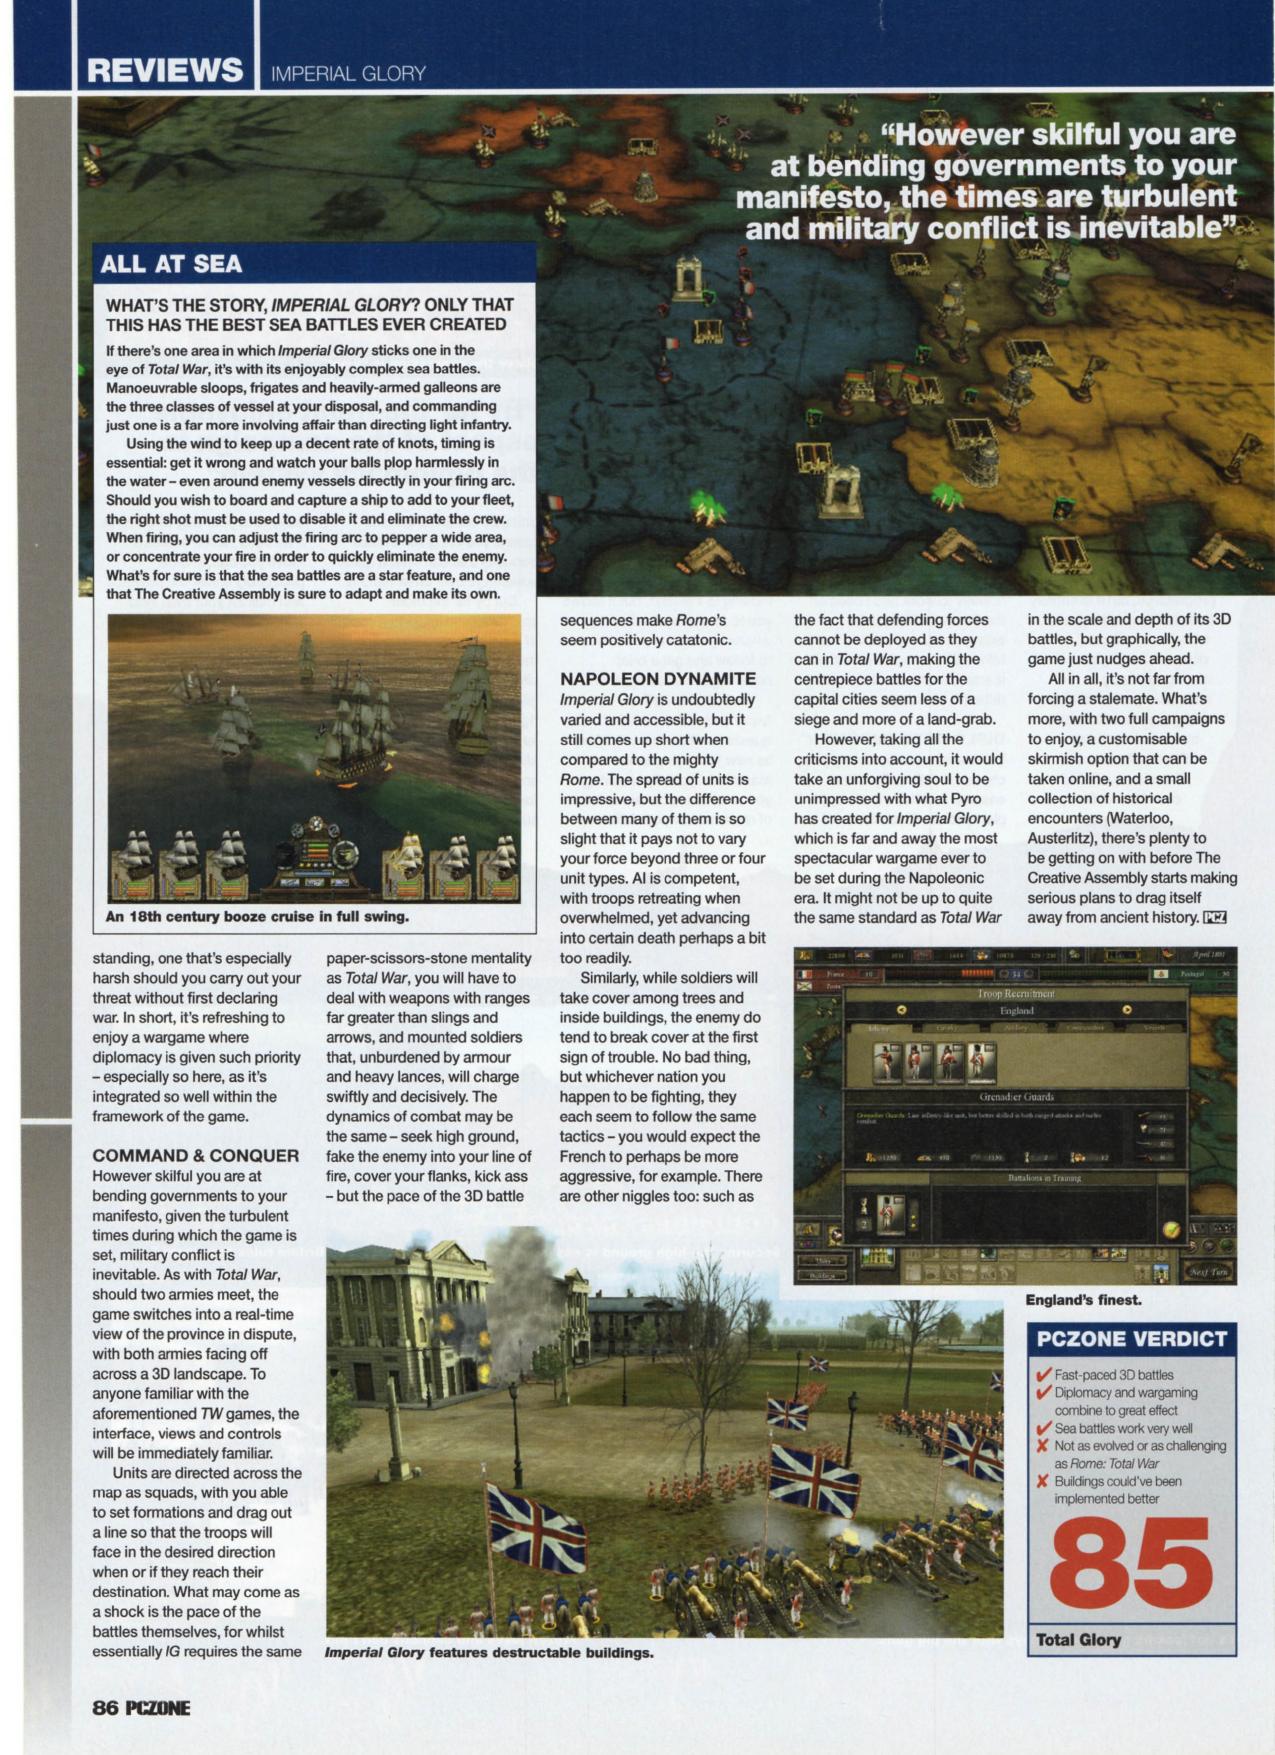 REVIEWS
IMPERIAL GLORY
“However skilful you are
at bending governments to your
manifesto, the times are turbulent
and military conflict is inevitable”
ALL AT SEA
WHAT'S THE STORY, IMPERIAL GLORY? ONLY THAT
THIS HAS THE BEST SEA BATTLES EVER CREATED
If there's one area in which Imperial Glory sticks one in the
eye of Total War, it's with its enjoyably complex sea battles.
Manoeuvrable sloops, frigates and heavily-armed galleons are
the three classes of vessel at your disposal, and commanding
just one is a far more involving affair than directing light infantry.
Using the wind to keep up a decent rate of knots, timing is
essential: get it wrong and watch your balls plop harmlessly in
the water – even around enemy vessels directly in your firing arc.
Should you wish to board and capture a ship to add to your fleet,
the right shot must be used to disable it and eliminate the crew.
When firing, you can adjust the firing arc to pepper a wide area,
or concentrate your fire in order to quickly eliminate the enemy.
What's for sure is that the sea battles are a star feature, and one
that The Creative Assembly is sure to adapt and make its own.
An 18th century booze cruise in full swing.
standing, one that's especially
harsh should you carry out your
threat without first declaring
war. In short, it's refreshing to
enjoy a wargame where
diplomacy is given such priority
– especially so here, as it's
integrated so well within the
framework of the game.
COMMAND & CONQUER
However skilful you are at
bending governments to your
manifesto, given the turbulent
times during which the game is
set, military conflict is
inevitable. As with Total War,
should two armies meet, the
game switches into a real-time
view of the province in dispute,
with both armies facing off
across a 3D landscape. To
anyone familiar with the
aforementioned TW games, the
interface, views and controls
will be immediately familiar.
Units are directed across the
map as squads, with you able
to set formations and drag out
a line so that the troops will
face in the desired direction
when or if they reach their
destination. What may come as
a shock is the pace of the
battles themselves, for whilst
essentially IG requires the same
paper-scissors-stone mentality
as Total War, you will have to
deal with weapons with ranges
far greater than slings and
arrows, and mounted soldiers
that, unburdened by armour
and heavy lances, will charge
swiftly and decisively. The
dynamics of combat may be
the same – seek high ground,
fake the enemy into your line of
fire, cover your flanks, kick ass
– but the pace of the 3D battle
sequences make Rome's
seem positively catatonic.
NAPOLEON DYNAMITE
Imperial Glory is undoubtedly
varied and accessible, but it
still comes up short when
compared to the mighty
Rome. The spread of units is
impressive, but the difference
between many of them is so
slight that it pays not to vary
your force beyond three or four
unit types. AI is competent,
with troops retreating when
overwhelmed, yet advancing
into certain death perhaps a bit
too readily.
Similarly, while soldiers will
take cover among trees and
inside buildings, the enemy do
tend to break cover at the first
sign of trouble. No bad thing,
but whichever nation you
happen to be fighting, they
each seem to follow the same
tactics – you would expect the
French to perhaps be more
aggressive, for example. There
are other niggles too: such as
the fact that defending forces
cannot be deployed as they
can in Total War, making the
centrepiece battles for the
capital cities seem less of a
siege and more of a land-grab.
However, taking all the
criticisms into account, it would
take an unforgiving soul to be
unimpressed with what Pyro
has created for Imperial Glory,
which is far and away the most
spectacular wargame ever to
be set during the Napoleonic
era. It might not be up to quite
the same standard as Total War
in the scale and depth of its 3D
battles, but graphically, the
game just nudges ahead.
All in all, it's not far from
forcing a stalemate. What's
more, with two full campaigns
to enjoy, a customisable
skirmish option that can be
taken online, and a small
collection of historical
encounters (Waterloo,
Austerlitz), there's plenty to
be getting on with before The
Creative Assembly starts making
serious plans to drag itself
away from ancient history. PCZ
France
Portugal
Troop Recruitment
England
Grenadier Guards
Battalions in Training
Next Turn
England's finest.
Imperial Glory features destructable buildings.
PCZONE VERDICT
Fast-paced 3D battles
Diplomacy and wargaming
combine to great effect
Sea battles work very well
Not as evolved or as challenging
as Rome: Total War
Buildings could've been
implemented better
85
Total Glory
86 PCZONE